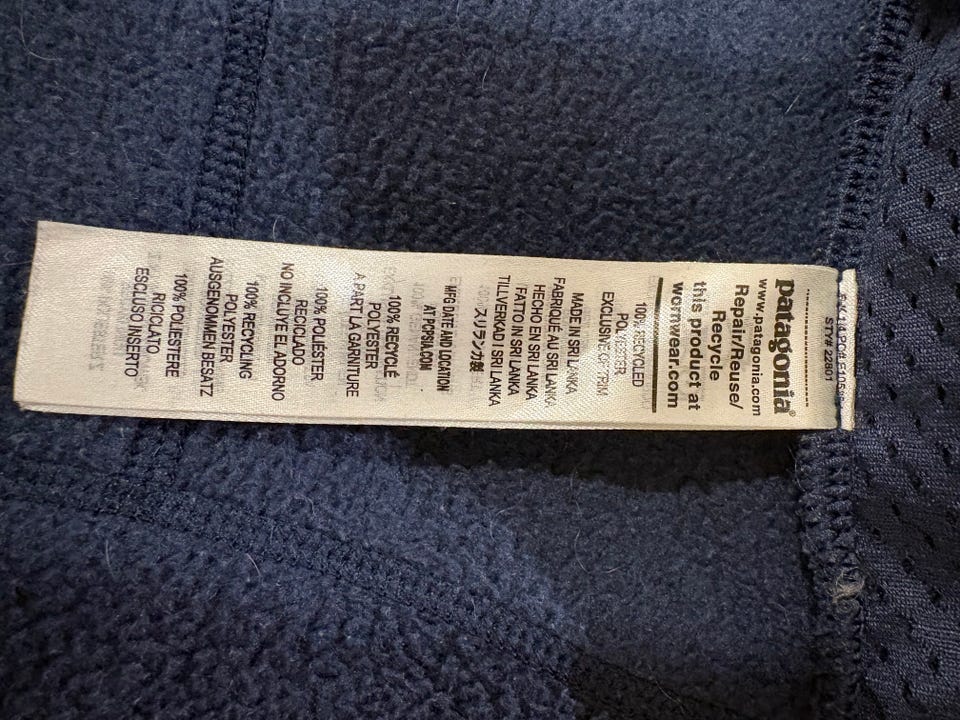 STY# 22801
patagonia®
www.patagonia.com
Repair/Reuse/
Recycle
this product at
wornwear.com
100% RECYCLED
POLYESTER
EXCLUSIVE OF TRIM
MADE IN SRI LANKA
FABRIQUÉ AU SRI LANKA
HECHO EN SRI LANKA
FATTO IN SRI LANKA
TILLVERKAD I SRI LANKA
スリランカ製
MFG DATE AND LOCATION
AT PCPSIU.COM
100% RECYCLÉ
POLYESTER
A PART LA GARNITURE
100% POLIÉSTER
RECICLADO
NO INCLUYE EL ADORNO
100% RECYCLING
POLYESTER
AUSGENOMMEN BESATZ
100% POLIESTERE
RICICLATO
ESCLUSO INSERTO